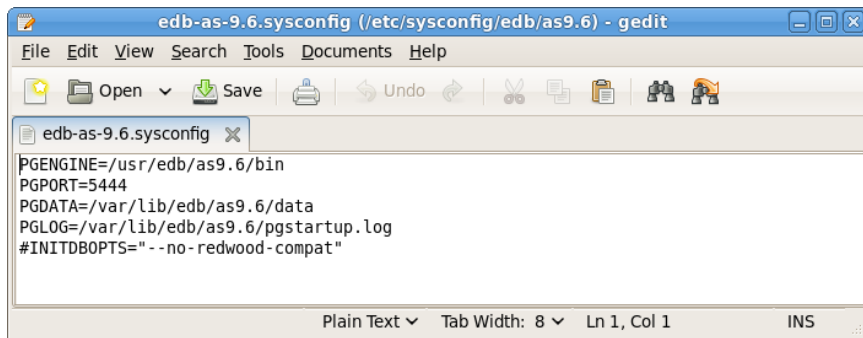 edb-as-9.6.sysconfig (/etc/sysconfig/edb/as9.6) - gedit
File Edit View Search Tools Documents Help
Open Save Undo
edb-as-9.6.sysconfig
PGENGINE=/usr/edb/as9.6/bin
PGPORT=5444
PGDATA=/var/lib/edb/as9.6/data
PGLOG=/var/lib/edb/as9.6/pgstartup.log
#INITDBOPTS="--no-redwood-compat"
Plain Text Tab Width: 8 Ln 1, Col 1 INS